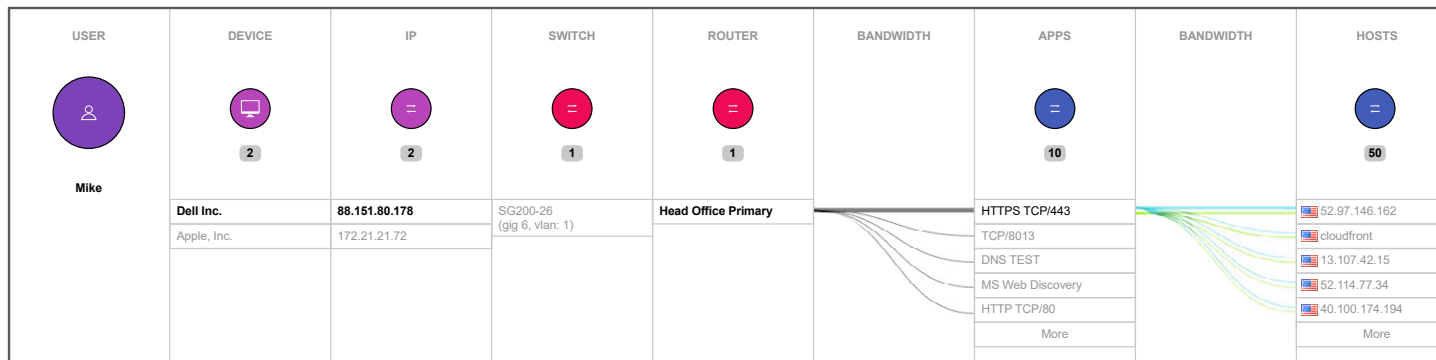 USER
DEVICE
IP
SWITCH
ROUTER
BANDWIDTH
APPS
BANDWIDTH
HOSTS
2
2
1
1
10
50
Mike
Dell Inc.
88.151.80.178
SG200-26
(gig 6, vlan: 1)
Head Office Primary
HTTPS TCP/443
52.97.146.162
Apple, Inc.
172.21.21.72
TCP/8013
cloudfront
DNS TEST
13.107.42.15
MS Web Discovery
52.114.77.34
HTTP TCP/80
40.100.174.194
More
More